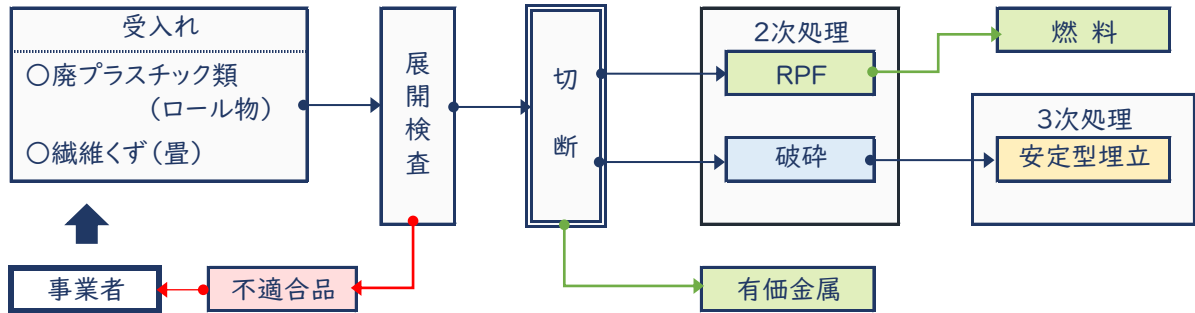 受入れ
〇廃プラスチック類
（ロール物）
〇繊維くず（畳）
展開検査
切断
2次処理
RPF
破砕
燃 料
3次処理
安定型埋立
事業者
不適合品
有価金属